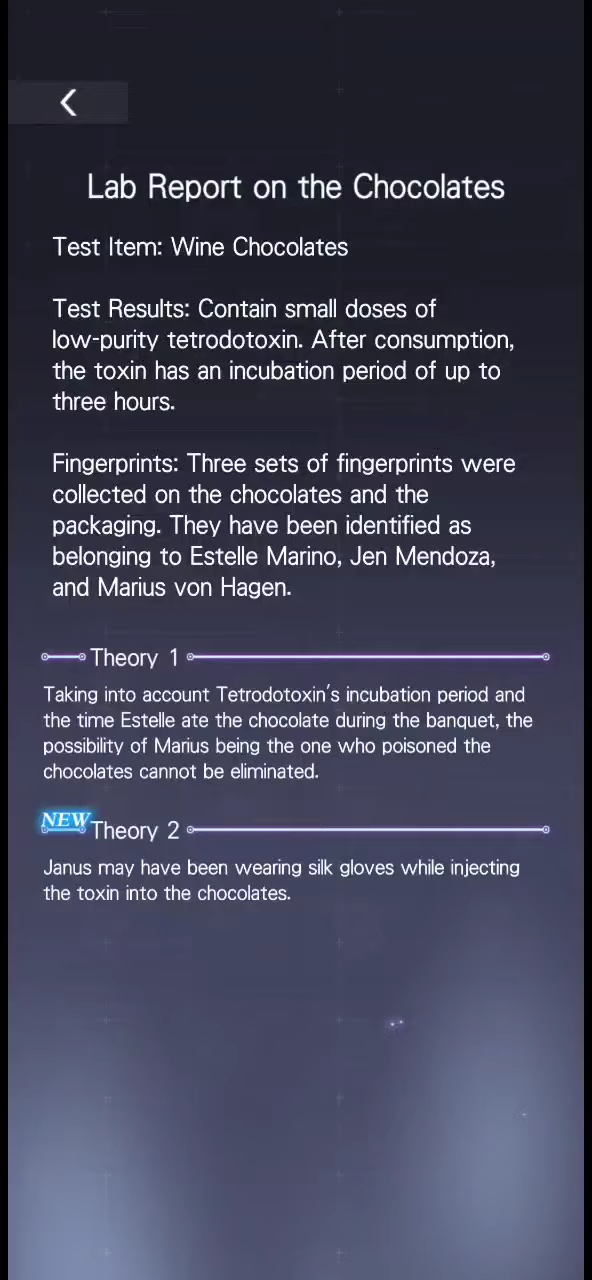 Lab Report on the Chocolates
Test Item: Wine Chocolates
Test Results: Contain small doses of
low-purity tetrodotoxin. After consumption,
the toxin has an incubation period of up to
three hours.
Fingerprints: Three sets of fingerprints were
collected on the chocolates and the
packaging. They have been identified as
belonging to Estelle Marino, Jen Mendoza,
and Marius von Hagen.
Theory 1
Taking into account Tetrodotoxin's incubation period and
the time Estelle ate the chocolate during the banquet, the
possibility of Marius being the one who poisoned the
chocolates cannot be eliminated.
NEW Theory 2
Janus may have been wearing silk gloves while injecting
the toxin into the chocolates.